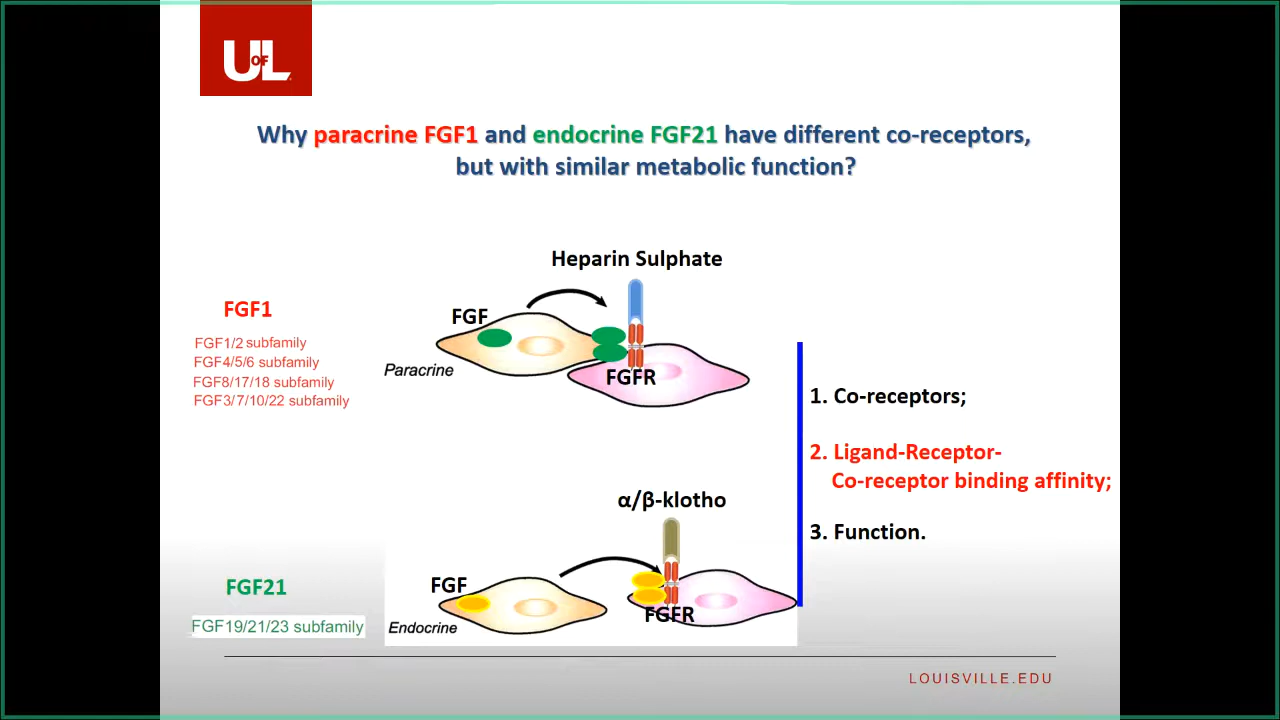 UofL
Why paracrine FGF1 and endocrine FGF21 have different co-receptors,
but with similar metabolic function?
Heparin Sulphate
FGF1
FGF
FGF1/2 subfamily
FGF4/5/6 subfamily
FGF8/17/18 subfamily
FGF3/7/10/22 subfamily
Paracrine
FGFR
1. Co-receptors;
2. Ligand-Receptor-
Co-receptor binding affinity;
3. Function.
α/β-klotho
FGF21
FGF
FGF19/21/23 subfamily
Endocrine
FGFR
LOUISVILLE.EDU